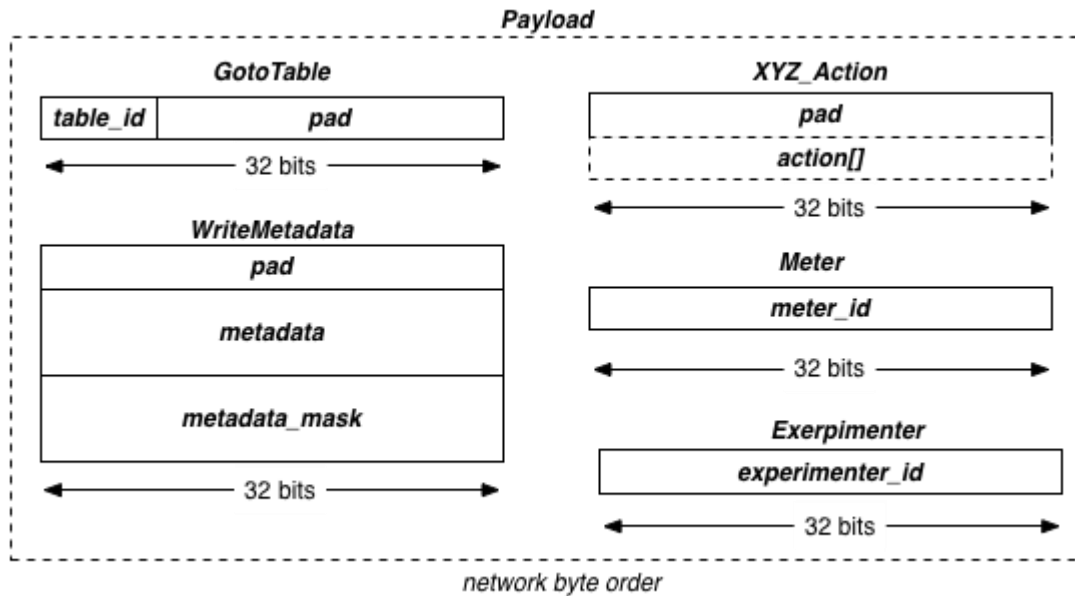 Payload
GotoTable
table_id pad
32 bits
WriteMetadata
pad
metadata
metadata_mask
32 bits
XYZ_Action
pad
action[]
32 bits
Meter
meter_id
32 bits
Exerpimenter
experimenter_id
32 bits
network byte order